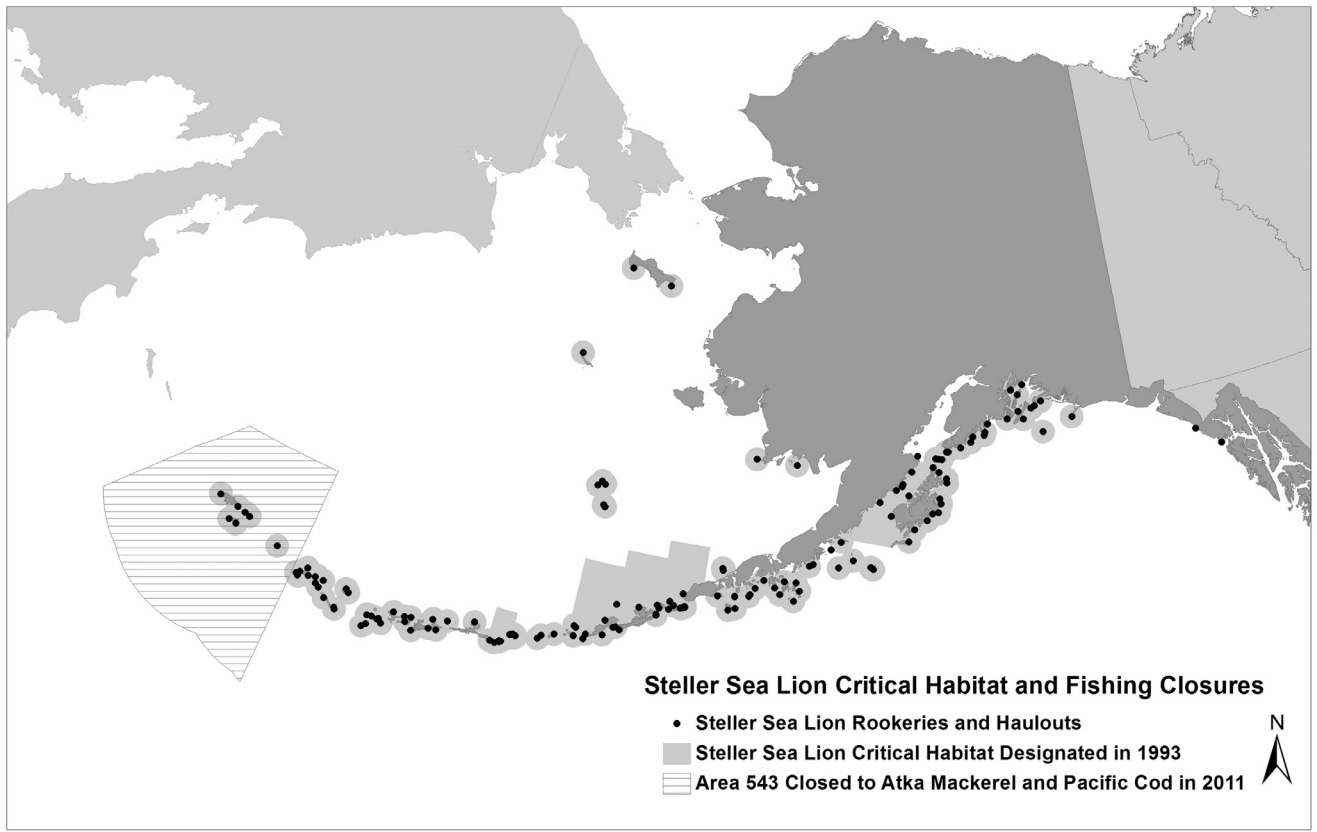 Steller Sea Lion Critical Habitat and Fishing Closures
Steller Sea Lion Rookeries and Haulouts
N
Steller Sea Lion Critical Habitat Designated in 1993
Area 543 Closed to Atka Mackerel and Pacific Cod in 2011